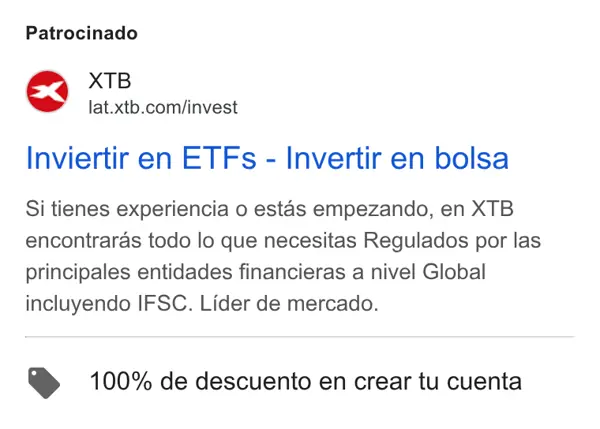 Patrocinado
XTB
lat.xtb.com/invest
Inviertir en ETFs - Invertir en bolsa
Si tienes experiencia o estás empezando, en XTB
encontrarás todo lo que necesitas Regulados por las
principales entidades financieras a nivel Global
incluyendo IFSC. Líder de mercado.
100% de descuento en crear tu cuenta